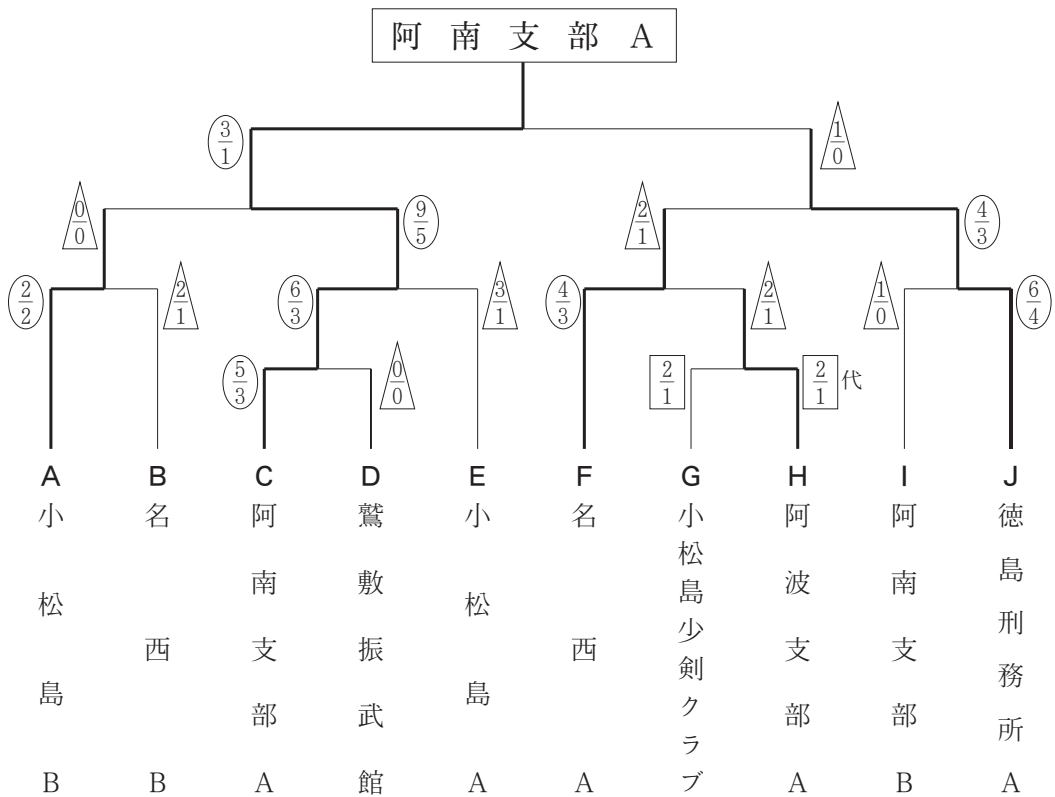 阿南支部A
3/1
1/0
0/0
9/5
2/1
4/3
2/2
2/1
6/3
3/1
4/3
2/1
1/0
6/4
5/3
0/0
2/1
2/1 代
A 小松島B
B 名西B
C 阿南支部A
D 鷲敷振武館
E 小松島A
F 名西A
G 小松島少剣クラブ
H 阿波支部A
I 阿南支部B
J 徳島刑務所A